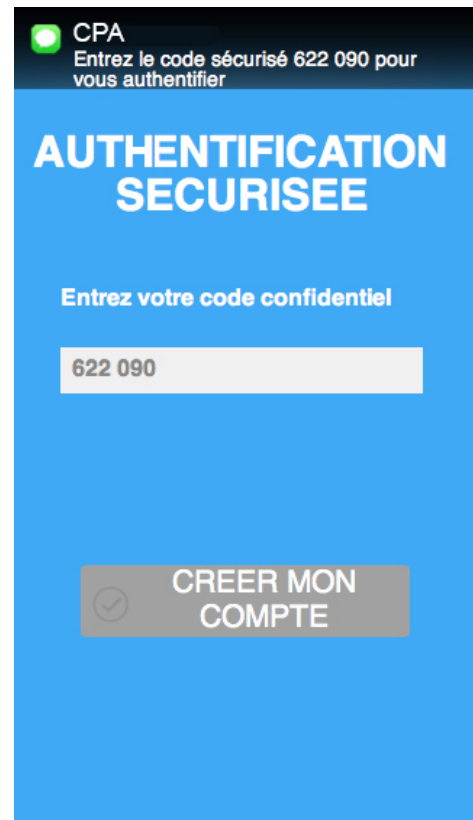 CPA
Entrez le code sécurisé 622 090 pour
vous authentifier
AUTHENTIFICATION
SECURISEE
Entrez votre code confidentiel
622 090
CREER MON
COMPTE